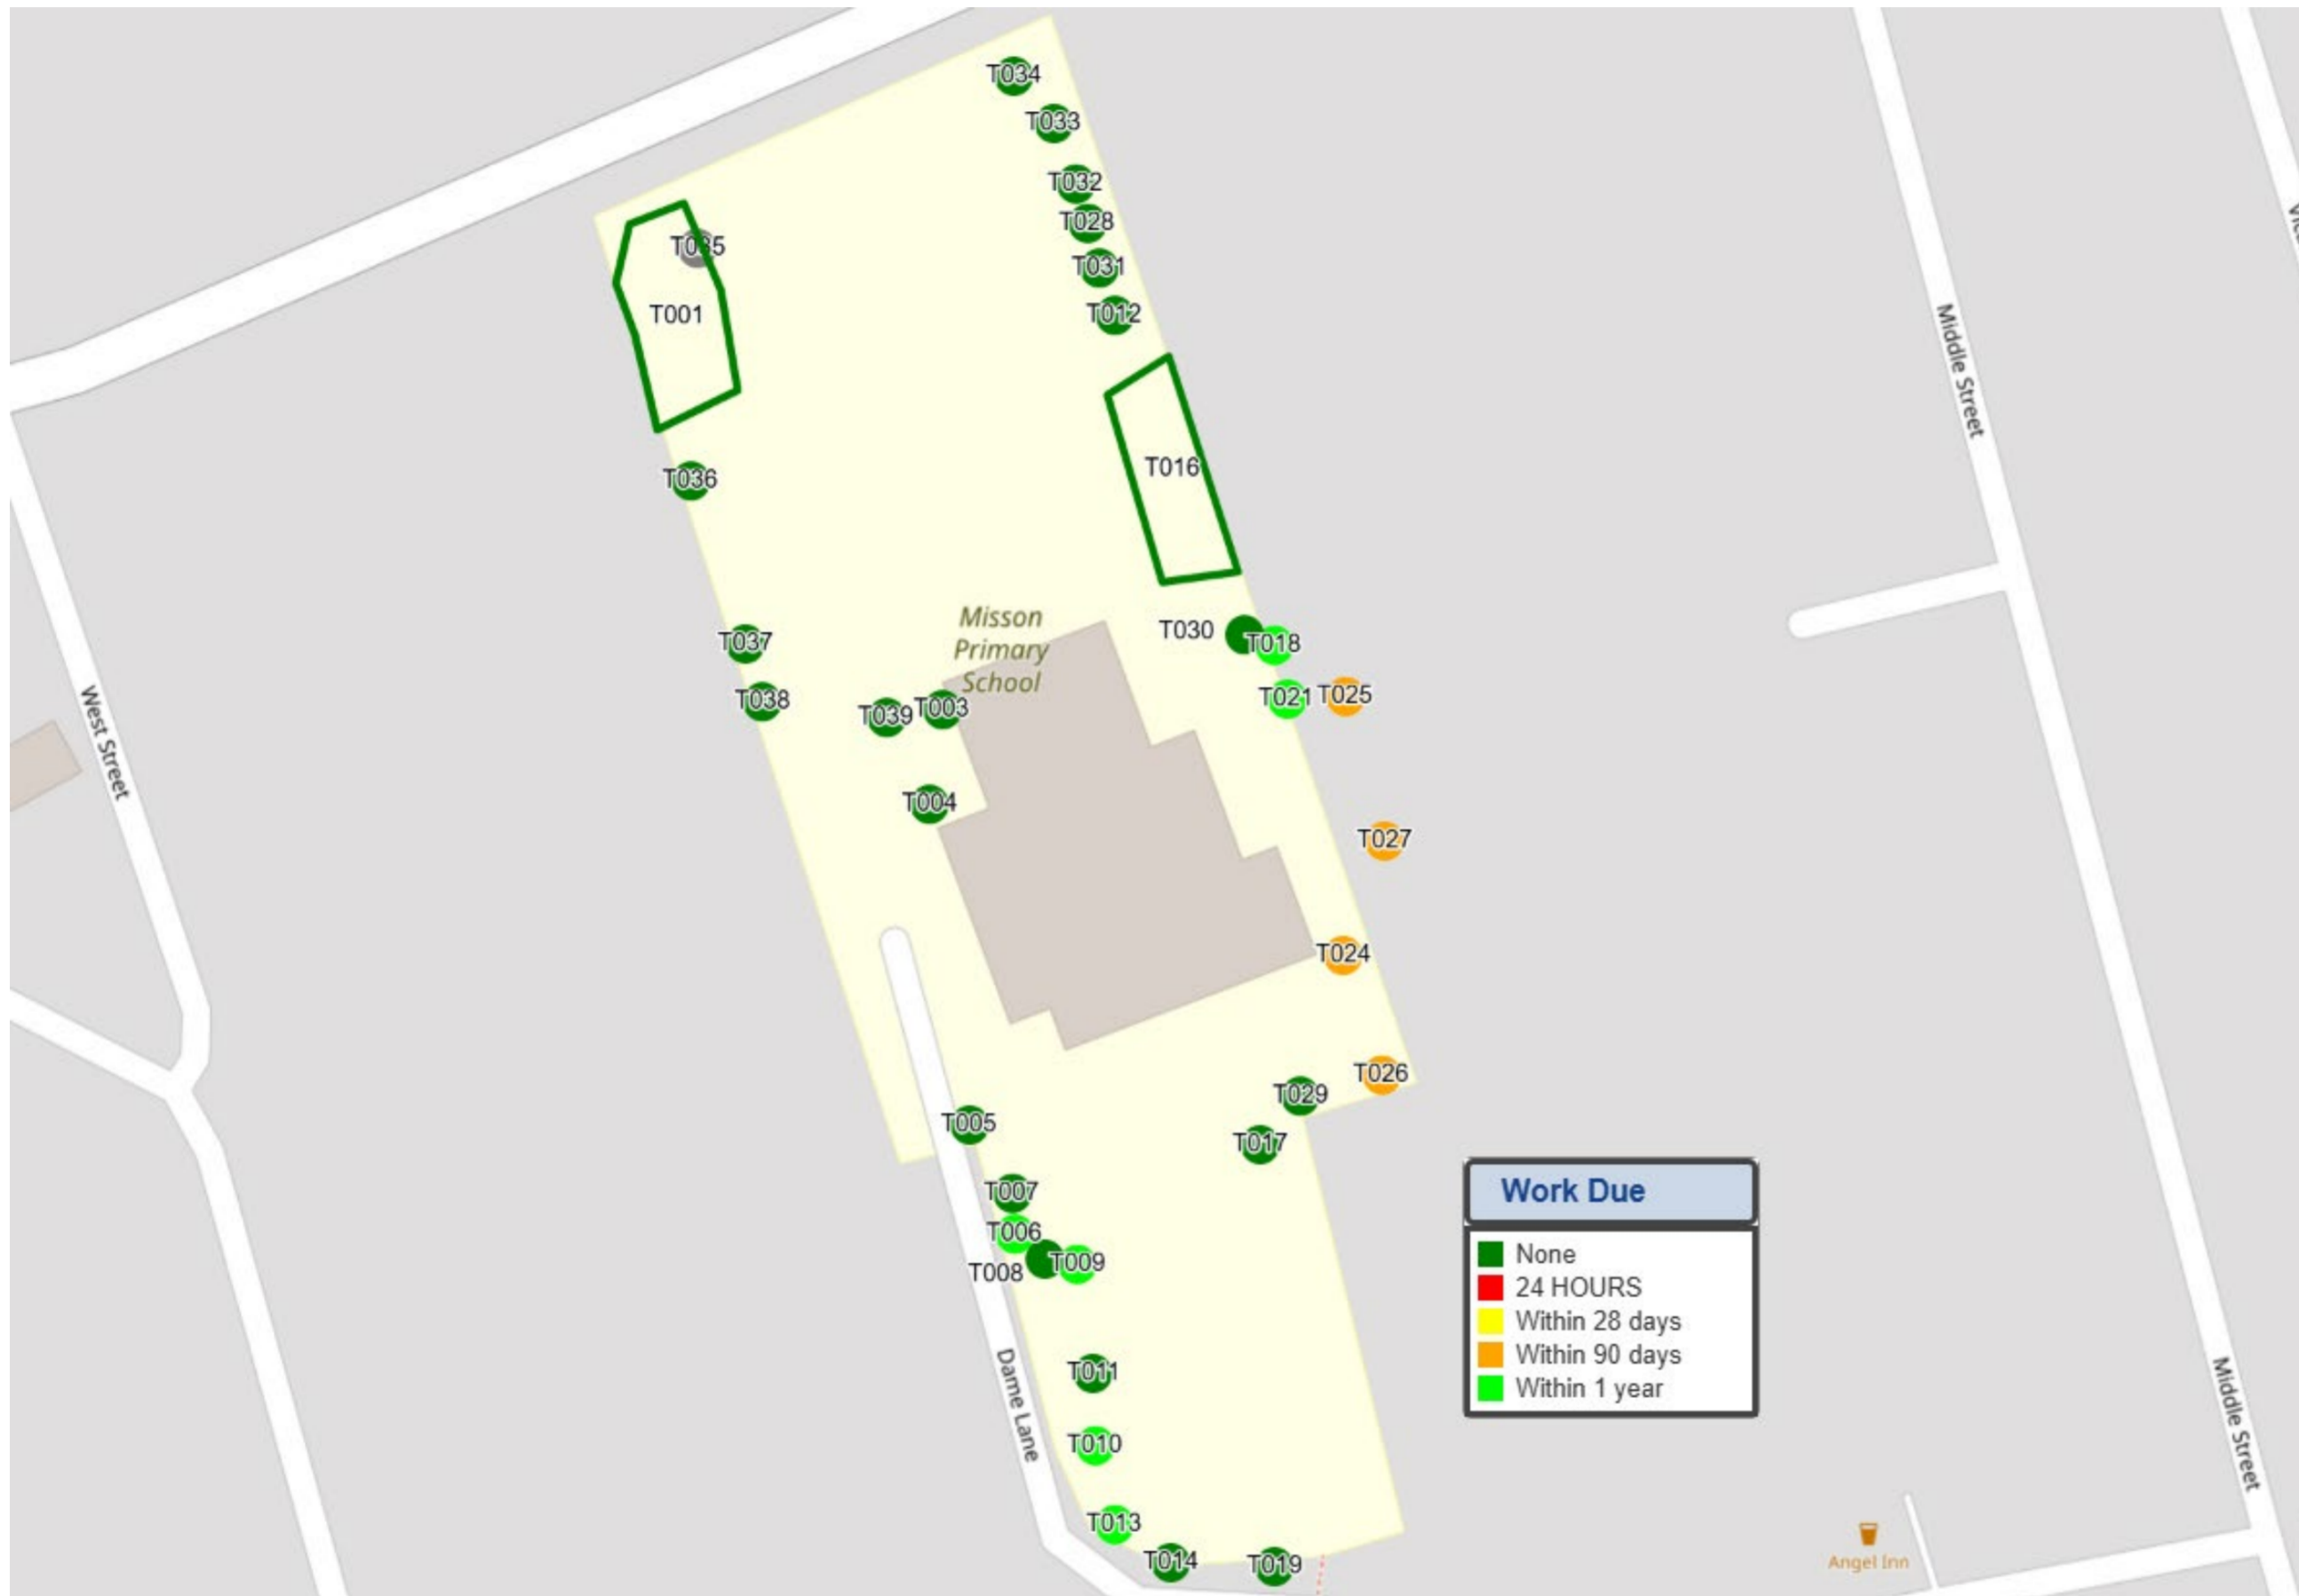 T034
T033
T032
T028
T031
T012
T035
T001
T016
T036
T037
T038
T039
T003
T004
Misson
Primary
School
T030
T018
T021
T025
T027
T024
T026
T029
T017
T005
T007
T006
T008
T009
T011
T010
T013
T014
T019
West Street
Dame Lane
Middle Street
Middle Street
Work Due
None
24 HOURS
Within 28 days
Within 90 days
Within 1 year
Angel Inn